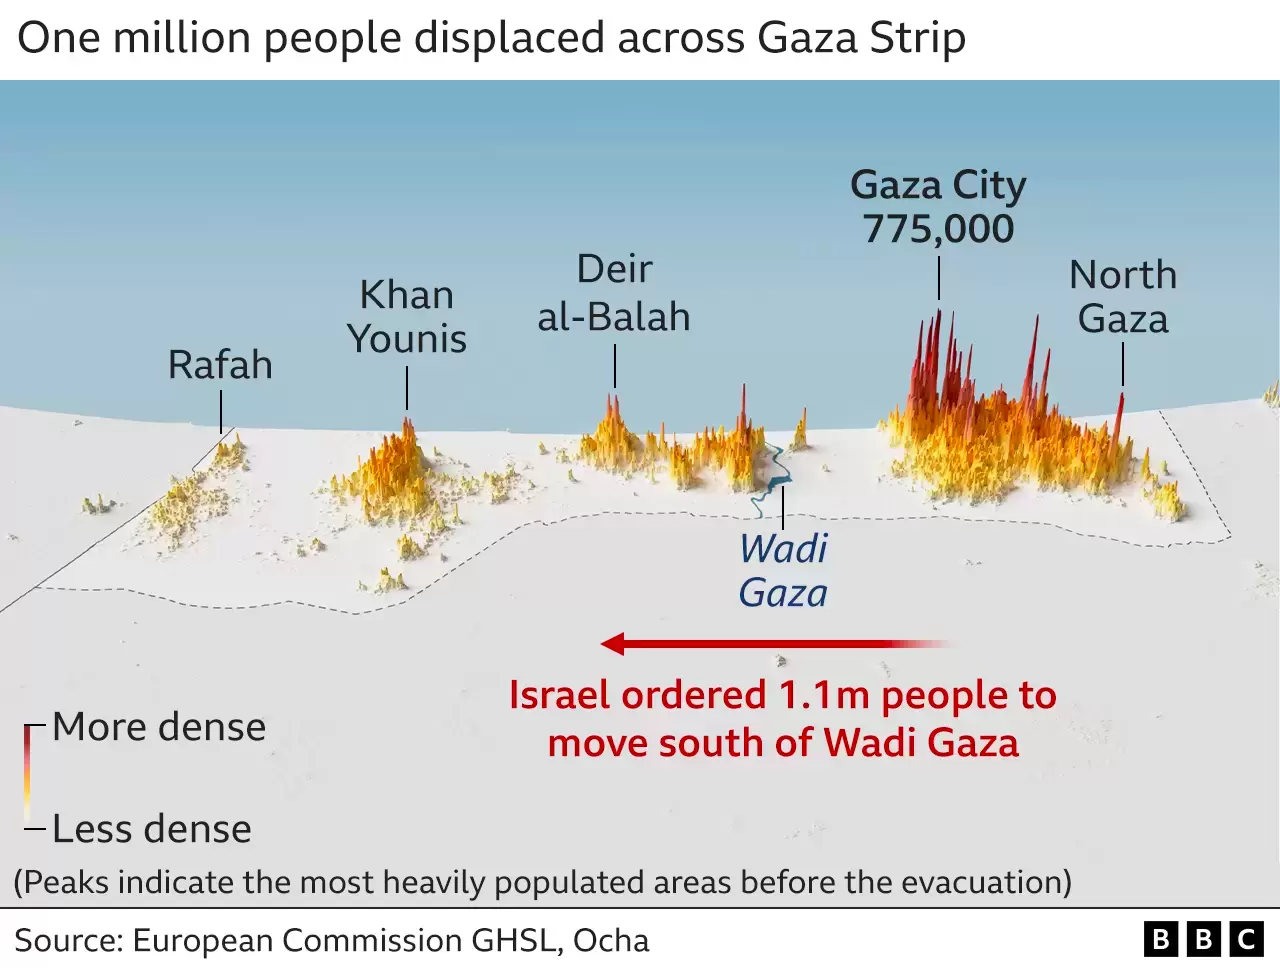 One million people displaced across Gaza Strip
Gaza City
775,000
Deir
al-Balah
North
Gaza
Khan
Younis
Rafah
Wadi
Gaza
Israel ordered 1.1m people to
move south of Wadi Gaza
More dense
Less dense
(Peaks indicate the most heavily populated areas before the evacuation)
Source: European Commission GHSL, Ocha
BBC